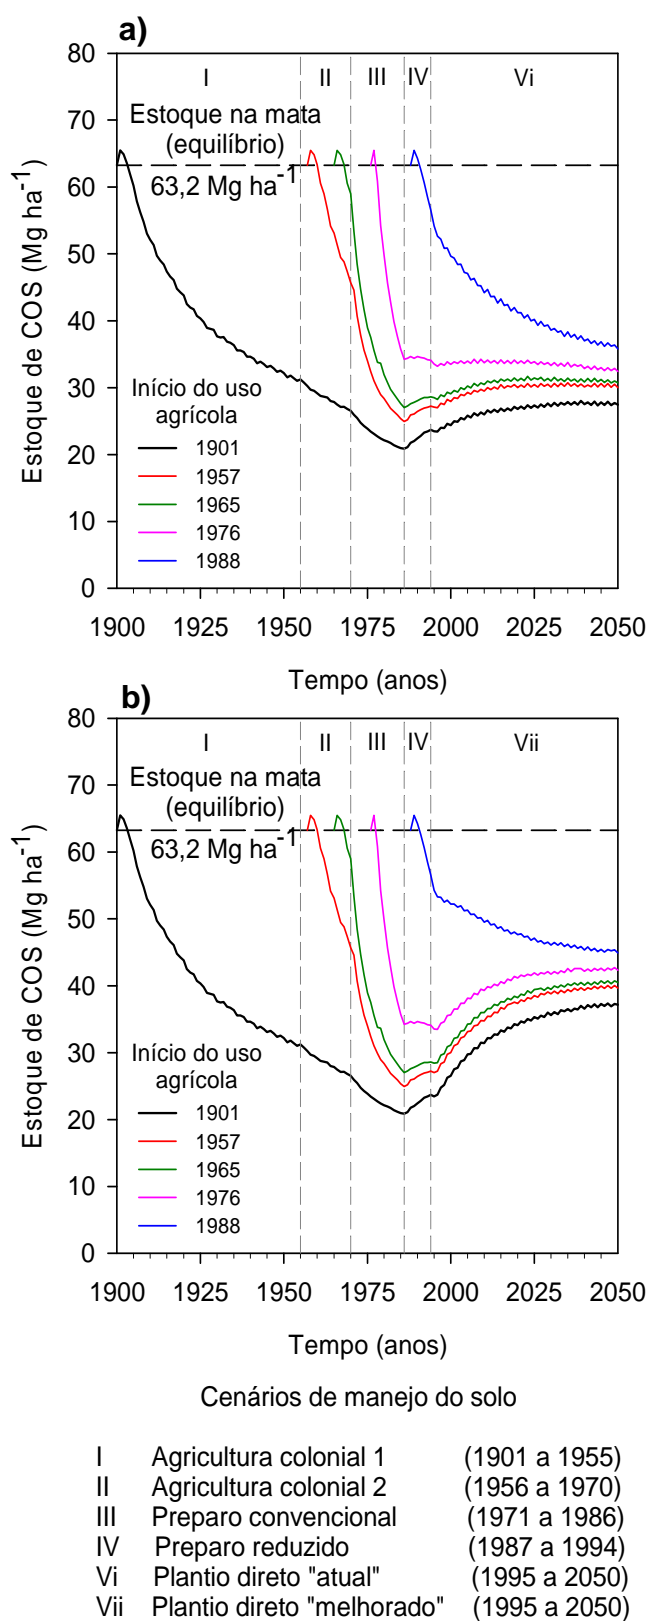 a)
80
I II III IV Vi
70
Estoque na mata
(equilíbrio)
60
63,2 Mg ha⁻¹
50
40
30
Início do uso
agrícola
20
1901
1957
10
1965
1976
1988
0
1900 1925 1950 1975 2000 2025 2050
Tempo (anos)
Estoque de COS (Mg ha⁻¹)
b)
80
I II III IV Vii
70
Estoque na mata
(equilíbrio)
60
63,2 Mg ha⁻¹
50
40
30
Início do uso
agrícola
20
1901
1957
10
1965
1976
1988
0
1900 1925 1950 1975 2000 2025 2050
Tempo (anos)
Estoque de COS (Mg ha⁻¹)
Cenários de manejo do solo
I Agricultura colonial 1 (1901 a 1955)
II Agricultura colonial 2 (1956 a 1970)
III Preparo convencional (1971 a 1986)
IV Preparo reduzido (1987 a 1994)
Vi Plantio direto "atual" (1995 a 2050)
Vii Plantio direto "melhorado" (1995 a 2050)